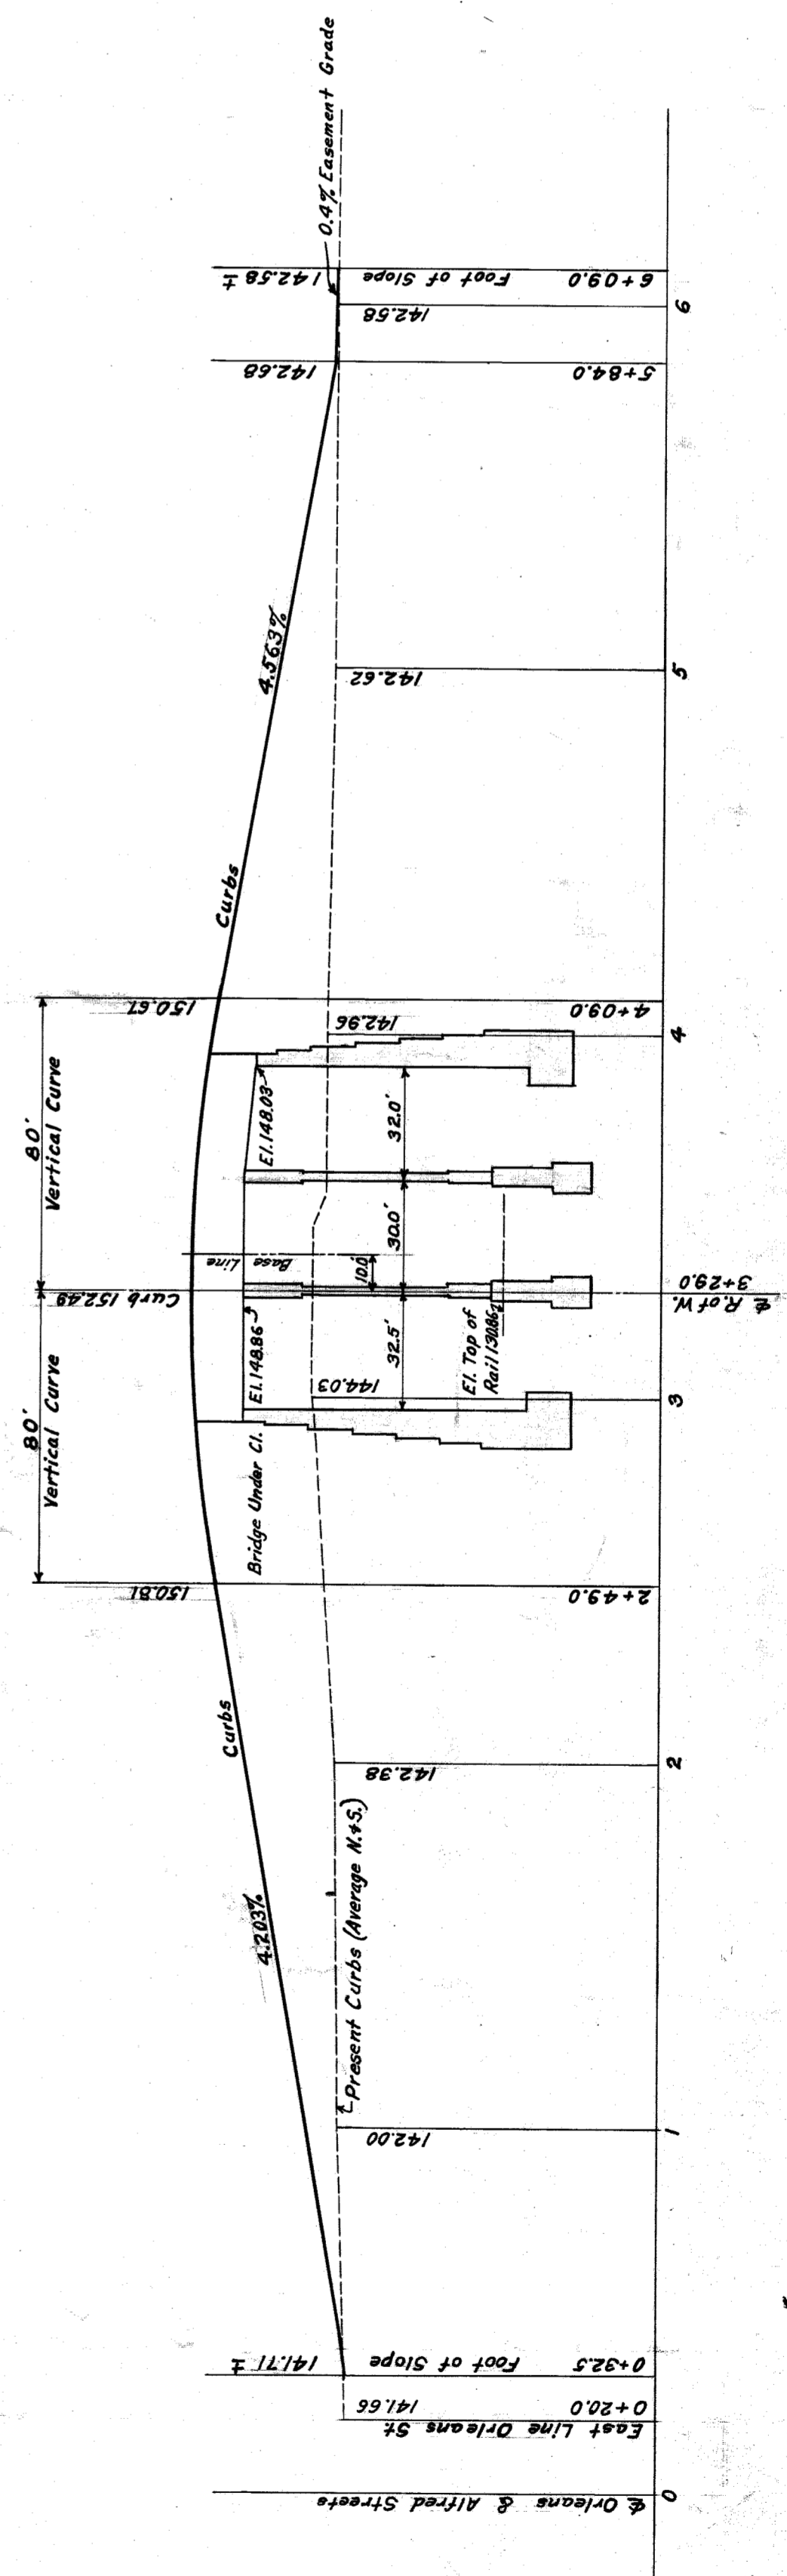 0.4% Easement Grade
142.58 ±
Foot of Slope
6+09.0
142.58
6
142.68
5+84.0
4.563%
142.62
5
Curbs
150.67
4+09.0
142.96
4
80'
Vertical Curve
El.148.03
32.0'
30.0'
Base Line
10.0'
Curb 152.49
3+29.0
℄ R. of W.
80'
Vertical Curve
El.148.86
Bridge Under Cl.
32.5'
El. Top of
Rail 130.86
144.03
3
150.81
2+49.0
Curbs
142.38
2
4.203%
Present Curbs (Average N.&S.)
142.00
1
141.71 ±
Foot of Slope
0+32.5
141.66
0+20.0
East Line Orleans St
℄ Orleans & Alfred Streets
0